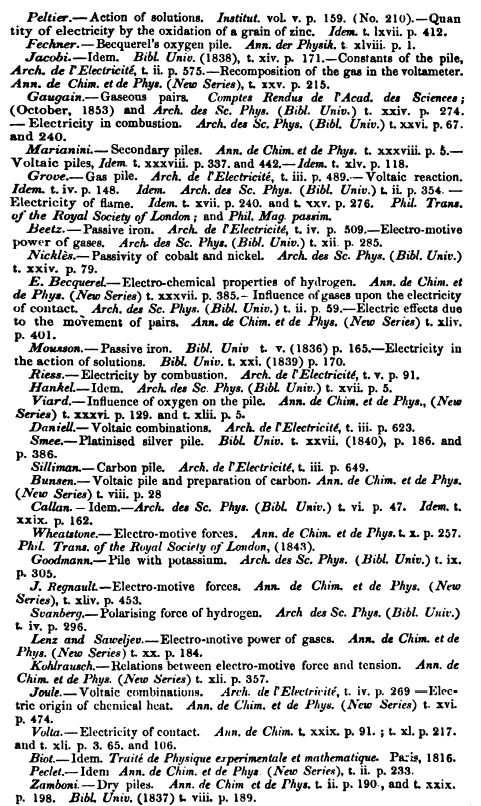 Peltier.—Action of solutions. Institut. vol. v. p. 159. (No. 210).—Quan
tity of electricity by the oxidation of a grain of zinc. Idem. t. lxvii. p. 412.
Fechner.—Becquerel's oxygen pile. Ann. der Physik. t. xlviii. p. 1.
Jacobi.—Idem. Bibl. Univ. (1838), t. xiv. p. 171.—Constants of the pile,
Arch. de l'Electricité, t. ii. p. 575.—Recomposition of the gas in the voltameter.
Ann. de Chim. et de Phys. (New Series), t. xxv. p. 215.
Gaugain.—Gaseous pairs. Comptes Rendus de l'Acad. des Sciences;
(October, 1853) and Arch. des Sc. Phys. (Bibl. Univ.) t. xxiv. p. 274.
— Electricity in combustion. Arch. des Sc. Phys. (Bibl. Univ.) t. xxvi. p. 67.
and 240.
Marianini.—Secondary piles. Ann. de Chim. et de Phys. t. xxxviii. p. 5.—
Voltaic piles, Idem. t. xxxviii. p. 337. and 442.—Idem. t. xlv. p. 118.
Grove.—Gas pile. Arch. de l'Electricité, t. iii. p. 489.—Voltaic reaction.
Idem. t. iv. p. 148. Idem. Arch. des Sc. Phys. (Bibl. Univ.) t. ii. p. 354. —
Electricity of flame. Idem. t. xvii. p. 240. and t. xxv. p. 276. Phil. Trans.
of the Royal Society of London; and Phil. Mag. passim.
Beetz.—Passive iron. Arch. de l'Electricité, t. iv. p. 509.—Electro-motive
power of gases. Arch. des Sc. Phys. (Bibl. Univ.) t. xii. p. 285.
Nicklès.—Passivity of cobalt and nickel. Arch. des Sc. Phys. (Bibl. Univ.)
t. xxiv. p. 79.
E. Becquerel.—Electro-chemical properties of hydrogen. Ann. de Chim. et
de Phys. (New Series) t. xxxvii. p. 385.- Influence of gases upon the electricity
of contact. Arch. des Sc. Phys. (Bibl. Univ.) t. ii. p. 59.—Electric effects due
to the movement of pairs. Ann. de Chim. et de Phys. (New Series) t. xliv.
p. 401.
Mousson.—Passive iron. Bibl. Univ t. v. (1836) p. 165.—Electricity in
the action of solutions. Bibl. Univ. t. xxi. (1839) p. 170.
Riess.—Electricity by combustion. Arch. de l'Electricité, t. v. p. 91.
Hankel.—Idem. Arch. des Sc. Phys. (Bibl. Univ.) t. xvii. p. 5.
Viard.—Influence of oxygen on the pile. Ann. de Chim. et de Phys., (New
Series) t. xxxvi. p. 129. and t. xlii. p. 5.
Daniell.—Voltaic combinations. Arch. de l'Electricité, t. iii. p. 623.
Smee.—Platinised silver pile. Bibl. Univ. t. xxvii. (1840), p. 186. and
p. 386.
Silliman.—Carbon pile. Arch. de l'Electricité, t. iii. p. 649.
Bunsen.—Voltaic pile and preparation of carbon. Ann. de Chim. et de Phys.
(New Series) t. viii. p. 28
Callan.—Idem.—Arch. des Sc. Phys. (Bibl. Univ.) t. vi. p. 47. Idem. t.
xxix. p. 162.
Wheatstone.—Electro-motive forces. Ann. de Chim. et de Phys. t. x. p. 257.
Phil. Trans. of the Royal Society of London, (1843).
Goodmann.—Pile with potassium. Arch. des Sc. Phys. (Bibl. Univ.) t. ix.
p. 305.
J. Regnault.—Electro-motive forces. Ann. de Chim. et de Phys. (New
Series), t. xliv. p. 453.
Svanberg.—Polarising force of hydrogen. Arch des Sc. Phys. (Bibl. Univ.)
t. iv. p. 296.
Lenz and Saweljev.—Electro-motive power of gases. Ann. de Chim. et de
Phys. (New Series) t. xx. p. 184.
Kohlrausch.—Relations between electro-motive force and tension. Ann. de
Chim. et de Phys. (New Series) t. xli. p. 357.
Joule.—Voltaic combinations. Arch. de l'Electricité, t. iv. p. 269 —Elec-
tric origin of chemical heat. Ann. de Chim. et de Phys. (New Series) t. xvi.
p. 474.
Volta.—Electricity of contact. Ann. de Chim. t. xxix. p. 91. ; t. xl. p. 217.
and t. xli. p. 3. 65. and 106.
Biot.—Idem. Traité de Physique experimentale et mathematique. Paris, 1816.
Peclet.—Idem Ann. de Chim. et de Phys (New Series), t. ii. p. 233.
Zamboni.—Dry piles. Ann. de Chim et de Phys. t. ii. p. 190., and t. xxix.
p. 198. Bibl. Univ. (1837) t. viii. p. 189.